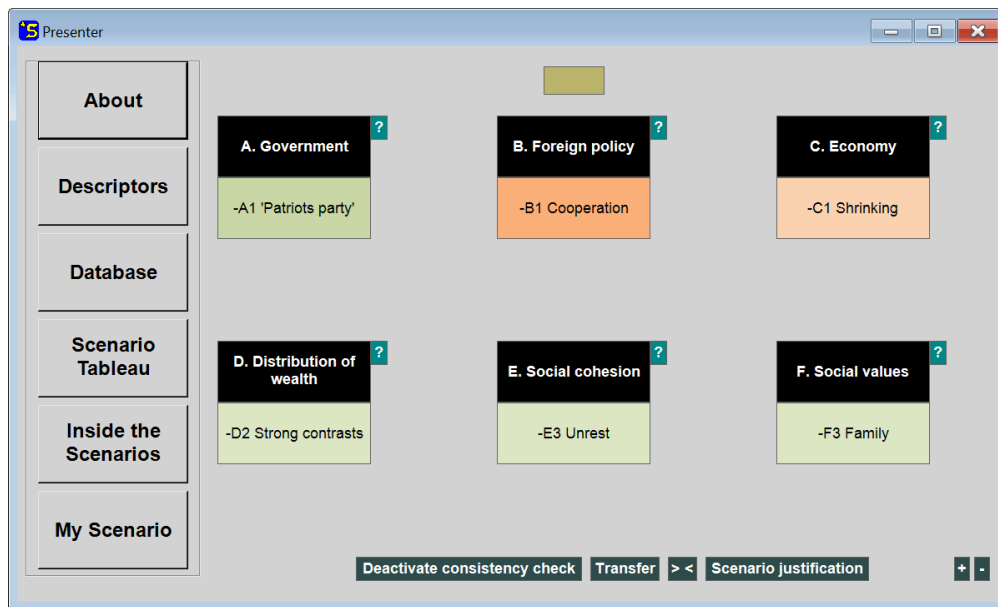 Presenter
About
Descriptors
Database
Scenario
Tableau
Inside the
Scenarios
My Scenario
A. Government
?
-A1 'Patriots party'
B. Foreign policy
?
-B1 Cooperation
C. Economy
?
-C1 Shrinking
D. Distribution of
wealth
?
-D2 Strong contrasts
E. Social cohesion
?
-E3 Unrest
F. Social values
?
-F3 Family
Deactivate consistency check
Transfer
> <
Scenario justification
+
-